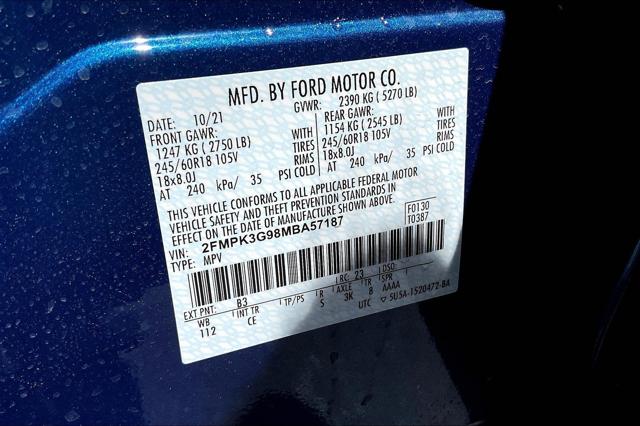 MFD. BY FORD MOTOR CO.
DATE: 10/21 GVWR: 2390 KG ( 5270 LB)
FRONT GAWR: REAR GAWR:
1247 KG ( 2750 LB) WITH 1154 KG ( 2545 LB) WITH
245/60R18 105V TIRES 245/60R18 105V TIRES
18x8.0J RIMS 18x8.0J RIMS
AT 240 kPa/ 35 PSI COLD AT 240 kPa/ 35 PSI COLD
THIS VEHICLE CONFORMS TO ALL APPLICABLE FEDERAL MOTOR
VEHICLE SAFETY AND THEFT PREVENTION STANDARDS IN
EFFECT ON THE DATE OF MANUFACTURE SHOWN ABOVE.
VIN: 2FMPK3G98MBA57187 F0130
TYPE: MPV T0387
EXT PNT: B3 RC: 23 DSO:
WB INT TR TP/PS R AXLE TR SPR
112 CE 5 3K 8 AAAA
UTC ▽ 5U5A-1520472-BA